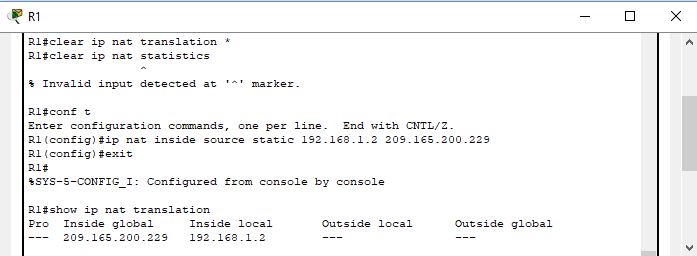 R1
R1#clear ip nat translation *
R1#clear ip nat statistics
^
% Invalid input detected at '^' marker.
R1#conf t
Enter configuration commands, one per line.  End with CNTL/Z.
R1(config)#ip nat inside source static 192.168.1.2 209.165.200.229
R1(config)#exit
R1#
%SYS-5-CONFIG_I: Configured from console by console
R1#show ip nat translation
Pro  Inside global     Inside local       Outside local      Outside global
---  209.165.200.229   192.168.1.2        ---                ---